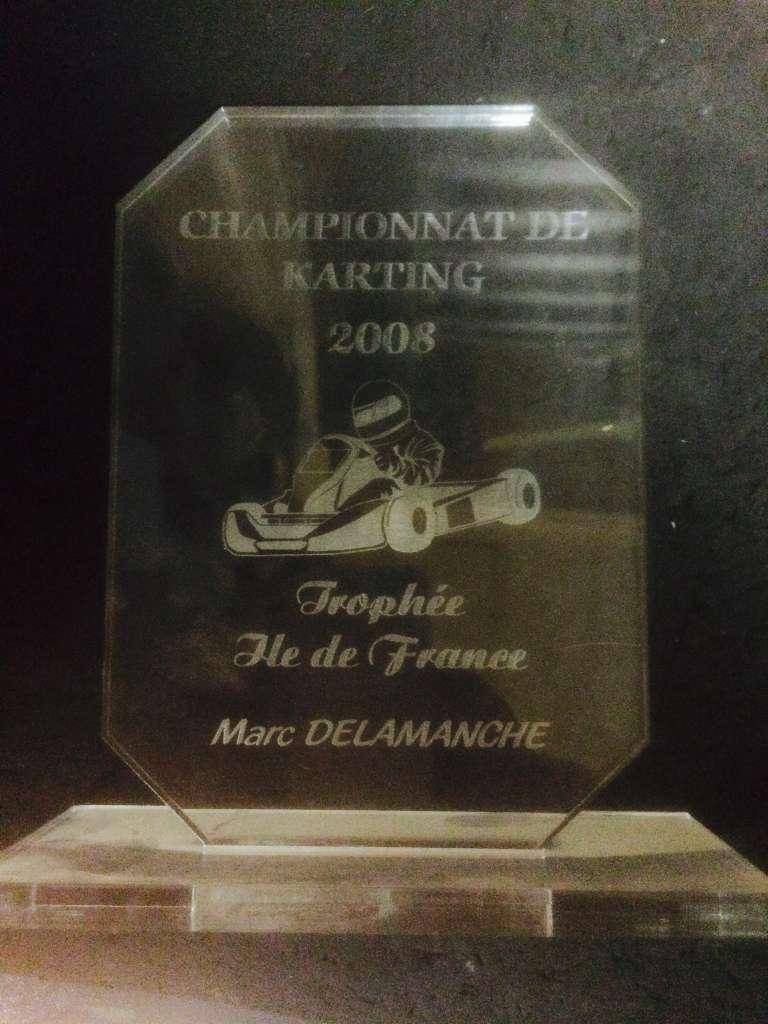 CHAMPIONNAT DE
KARTING
2008
Trophée
Ile de France
Marc DELAMANCHE